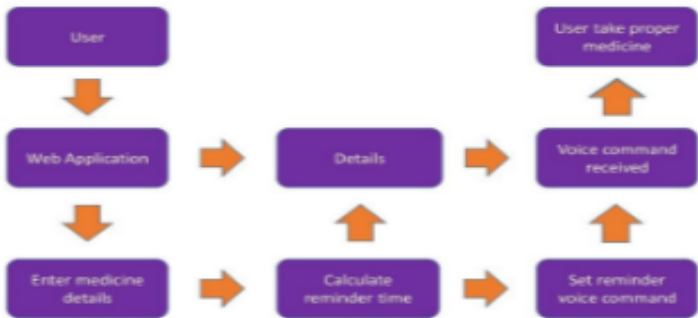 User
User take proper
medicine
Web Application
Details
Voice command
received
Enter medicine
details
Calculate
reminder time
Set reminder
voice command